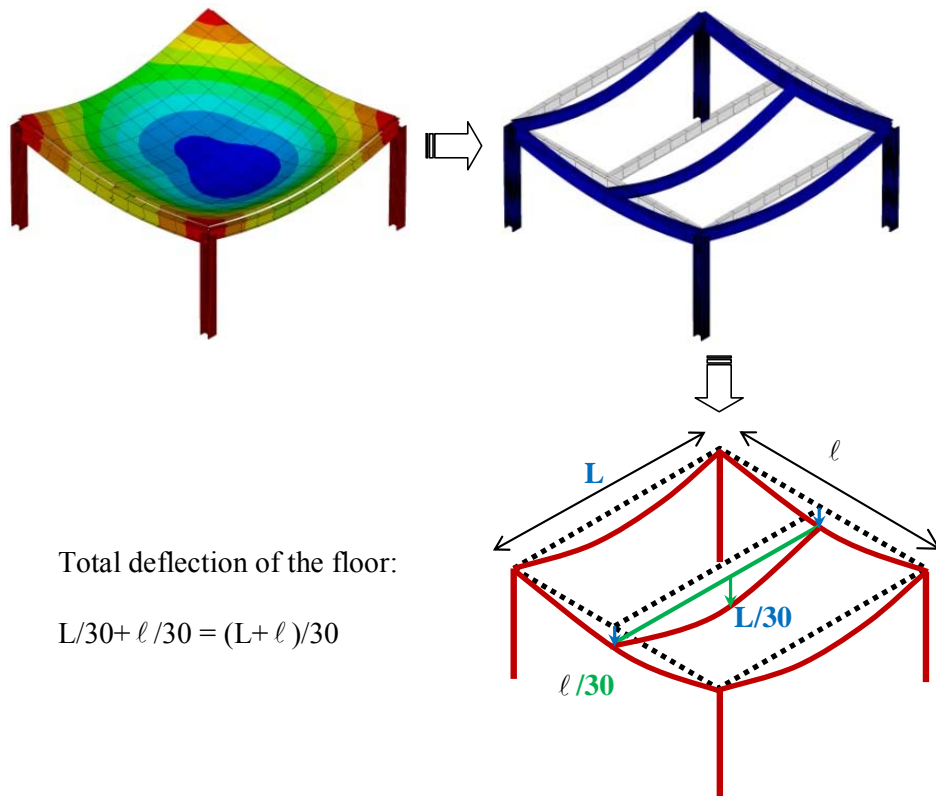 L
ℓ
Total deflection of the floor:
L/30+ ℓ /30 = (L+ ℓ )/30
L/30
ℓ /30